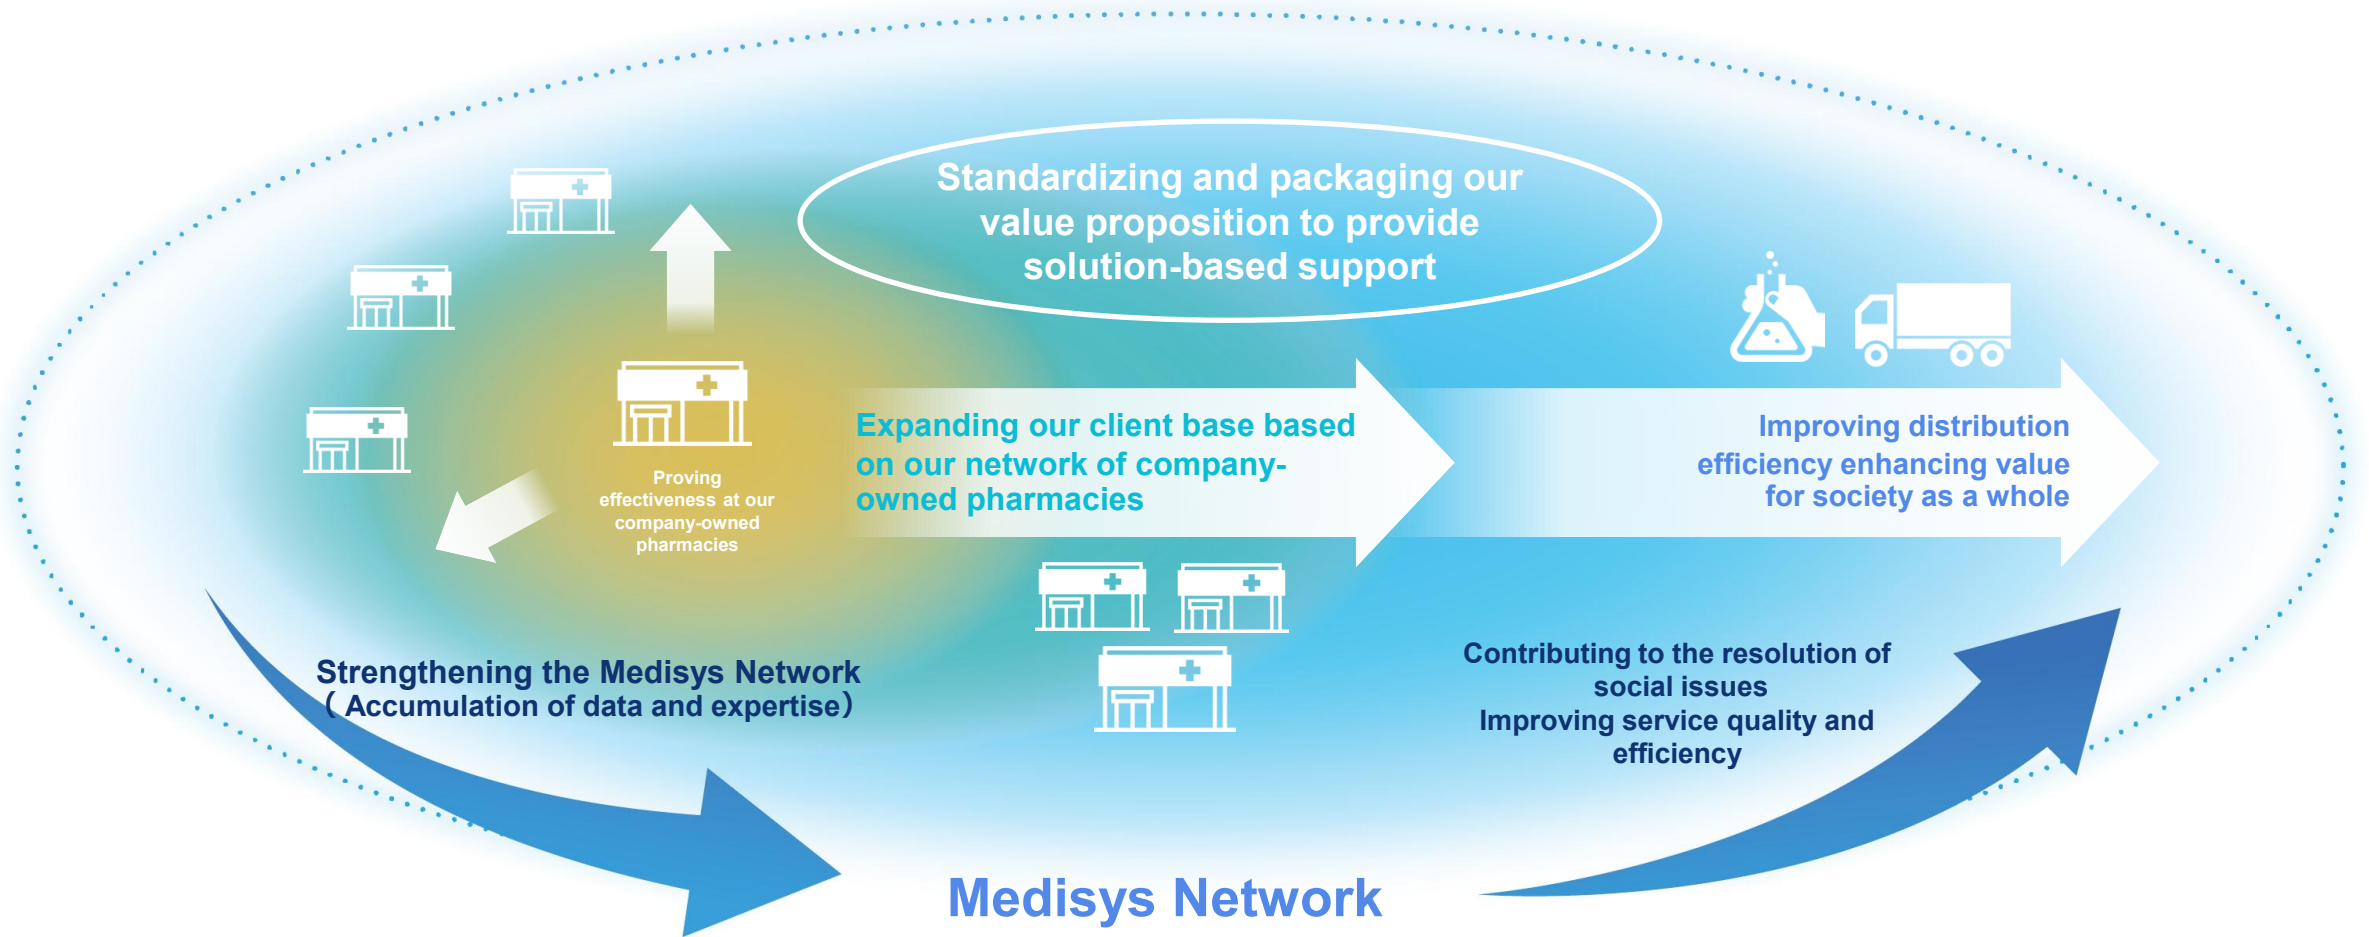 Standardizing and packaging our
value proposition to provide
solution-based support
Proving
effectiveness at our
company-owned
pharmacies
Expanding our client base based
on our network of company-
owned pharmacies
Improving distribution
efficiency enhancing value
for society as a whole
Strengthening the Medisys Network
（ Accumulation of data and expertise）
Contributing to the resolution of
social issues
Improving service quality and
efficiency
Medisys Network